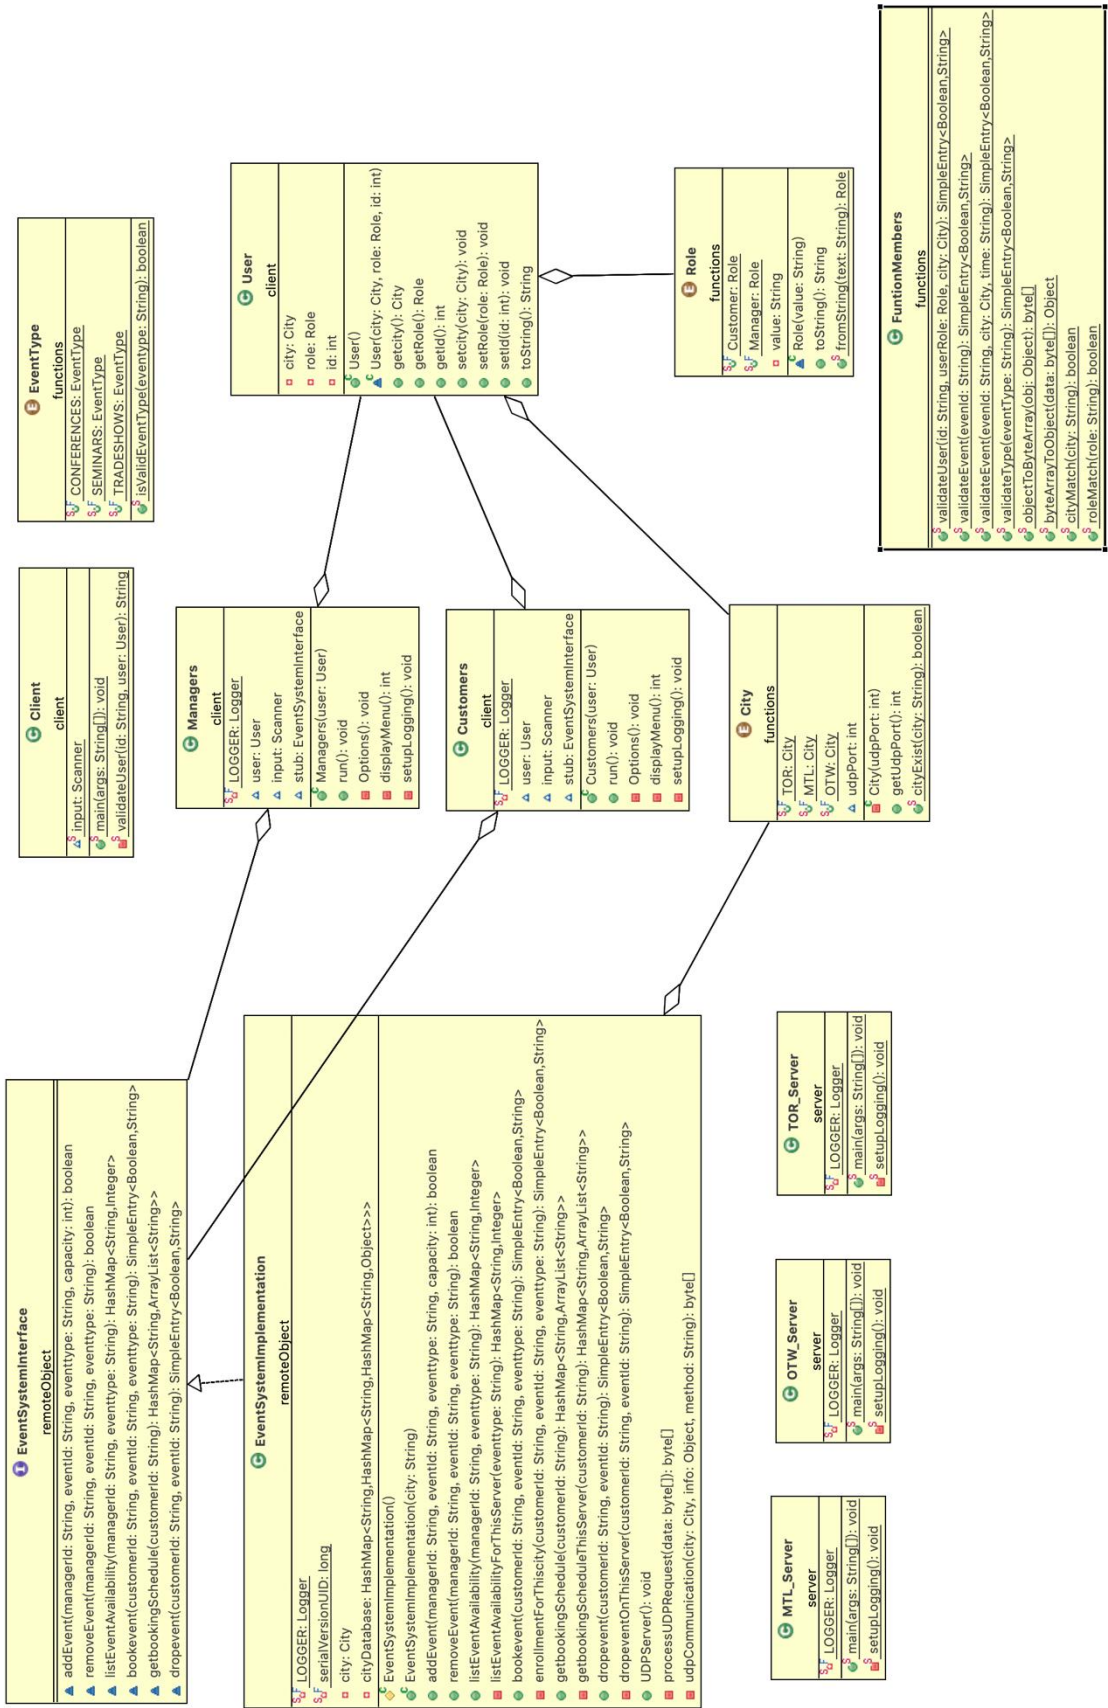 EventSystemInterface
remoteObject
addEvent(managerId: String, eventId: String, eventtype: String, capacity: int): boolean
removeEvent(managerId: String, eventId: String, eventtype: String): boolean
listEventAvailability(managerId: String, eventtype: String): HashMap<String,Integer>
bookevent(customerId: String, eventId: String, eventtype: String): SimpleEntry<Boolean,String>
getbookingSchedule(customerId: String): HashMap<String,ArrayList<String>>
dropevent(customerId: String, eventId: String): SimpleEntry<Boolean,String>
Client
client
input: Scanner
main(args: String[]): void
validateUser(id: String, user: User): String
EventType
functions
CONFERENCES: EventType
SEMINARS: EventType
TRADESHOWS: EventType
isValidEventType(eventype: String): boolean
Managers
client
LOGGER: Logger
user: User
input: Scanner
stub: EventSystemInterface
Managers(user: User)
run(): void
Options(): void
displayMenu(): int
setupLogging(): void
User
client
city: City
role: Role
id: int
User()
User(city: City, role: Role, id: int)
getcity(): City
getRole(): Role
getId(): int
setcity(city: City): void
setRole(role: Role): void
setId(id: int): void
toString(): String
EventSystemImplementation
remoteObject
LOGGER: Logger
serialVersionUID: long
city: City
cityDatabase: HashMap<String,HashMap<String,HashMap<String,Object>>>
EventSystemImplementation()
EventSystemImplementation(city: String)
addEvent(managerId: String, eventId: String, eventtype: String, capacity: int): boolean
removeEvent(managerId: String, eventId: String, eventtype: String): boolean
listEventAvailability(managerId: String, eventtype: String): HashMap<String,Integer>
listEventAvailabilityForThisServer(eventtype: String): HashMap<String,Integer>
bookevent(customerId: String, eventId: String, eventtype: String): SimpleEntry<Boolean,String>
enrollmentForThiscity(customerId: String, eventId: String, eventtype: String): SimpleEntry<Boolean,String>
getbookingSchedule(customerId: String): HashMap<String,ArrayList<String>>
getbookingScheduleThisServer(customerId: String): HashMap<String,ArrayList<String>>
dropevent(customerId: String, eventId: String): SimpleEntry<Boolean,String>
dropeventOnThisServer(customerId: String, eventId: String): SimpleEntry<Boolean,String>
UDPServer(): void
processUDPRequest(data: byte[]): byte[]
udpCommunication(city: City, info: Object, method: String): byte[]
Customers
client
LOGGER: Logger
user: User
input: Scanner
stub: EventSystemInterface
Customers(user: User)
run(): void
Options(): void
displayMenu(): int
setupLogging(): void
Role
functions
Customer: Role
Manager: Role
value: String
Role(value: String)
toString(): String
fromString(text: String): Role
City
functions
TOR: City
MTL: City
OTW: City
udpPort: int
City(udpPort: int)
getUdpPort(): int
cityExist(city: String): boolean
MTL_Server
server
LOGGER: Logger
main(args: String[]): void
setupLogging(): void
OTW_Server
server
LOGGER: Logger
main(args: String[]): void
setupLogging(): void
TOR_Server
server
LOGGER: Logger
main(args: String[]): void
setupLogging(): void
FuntionMembers
functions
validateUser(id: String, userRole: Role, city: City): SimpleEntry<Boolean,String>
validateEvent(evenId: String): SimpleEntry<Boolean,String>
validateEvent(evenId: String, city: City, time: String): SimpleEntry<Boolean,String>
validateType(eventType: String): SimpleEntry<Boolean,String>
objectToByteArray(obj: Object): byte[]
byteArrayToObject(data: byte[]): Object
cityMatch(city: String): boolean
roleMatch(role: String): boolean